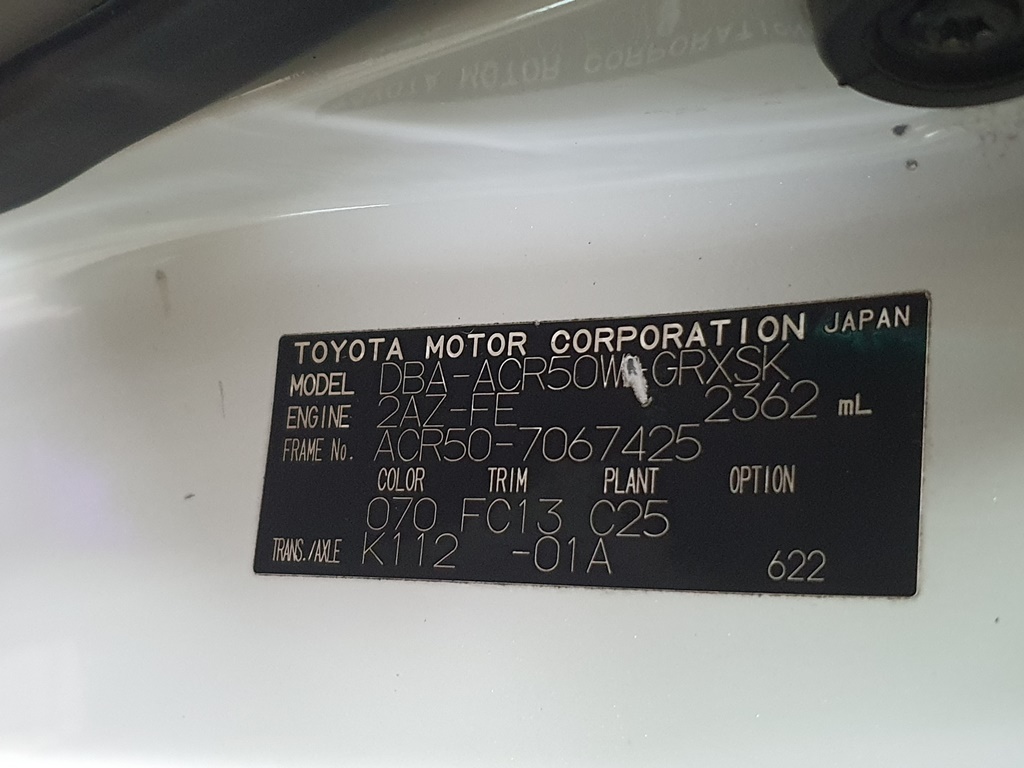 TOYOTA MOTOR CORPORATION JAPAN
MODEL DBA-ACR50W-GRXSK
ENGINE 2AZ-FE 2362 mL
FRAME No. ACR50-7067425
COLOR TRIM PLANT OPTION
070 FC13 C25
TRANS./AXLE K112 -01A 622